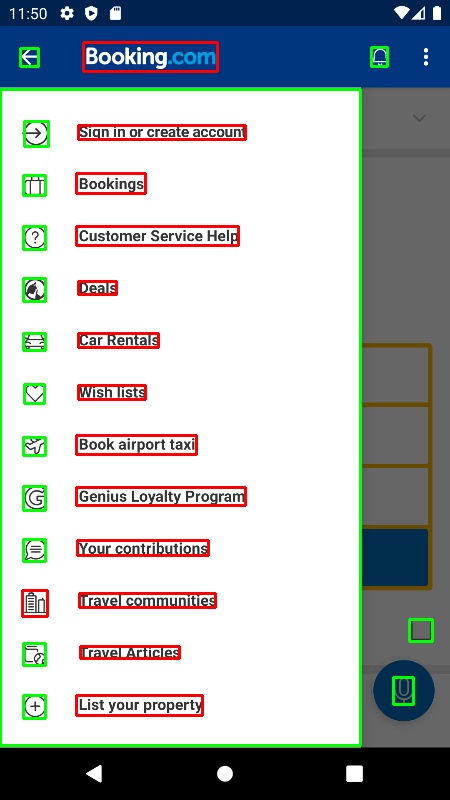 11:50
Booking.com
Sign in or create account
Bookings
Customer Service Help
Deals
Car Rentals
Wish lists
Book airport taxi
Genius Loyalty Program
Your contributions
Travel communities
Travel Articles
List your property